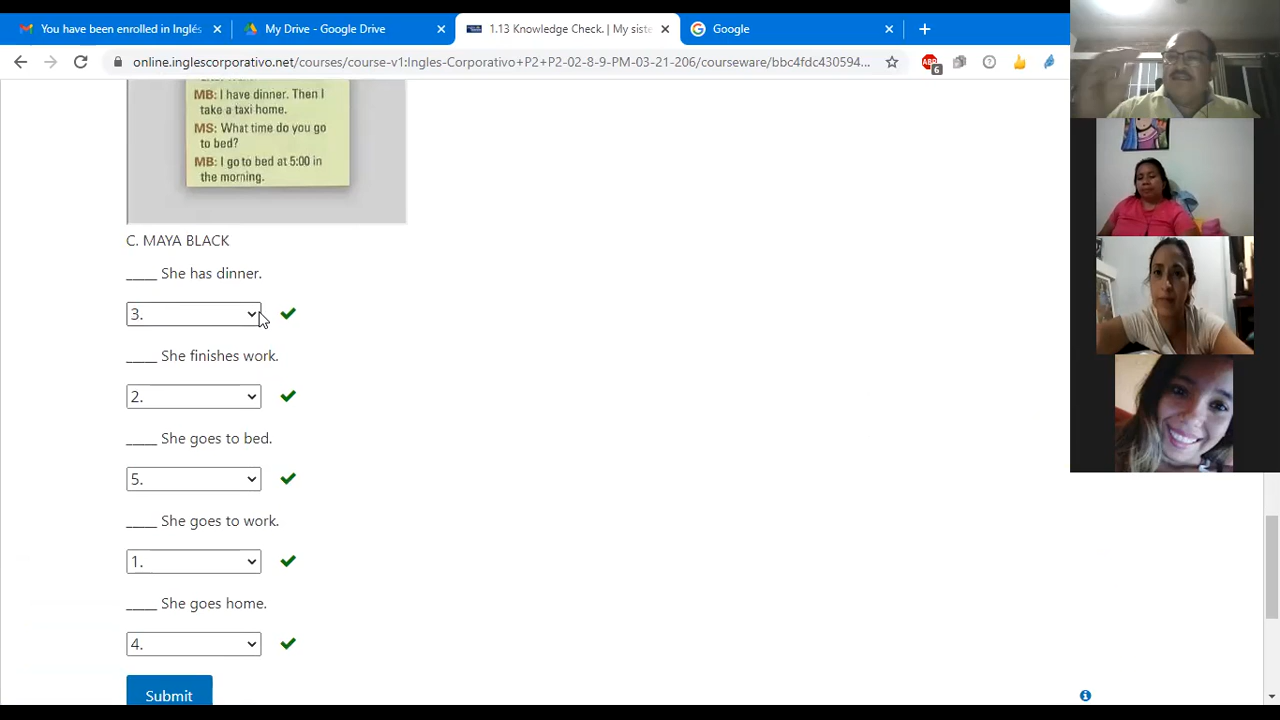 You have been enrolled in Inglés
My Drive - Google Drive
1.13 Knowledge Check. | My siste
Google
online.inglescorporativo.net/courses/course-v1:Ingles-Corporativo+P2+TE-02-8-9-PM-03-21-206/courseware/bbc4fdc430594...
ABP
6
MB: I have dinner. Then I
take a taxi home.
MS: What time do you go
to bed?
MB: I go to bed at 5:00 in
the morning.
C. MAYA BLACK
_____ She has dinner.
3.
_____ She finishes work.
2.
_____ She goes to bed.
5.
_____ She goes to work.
1.
_____ She goes home.
4.
Submit